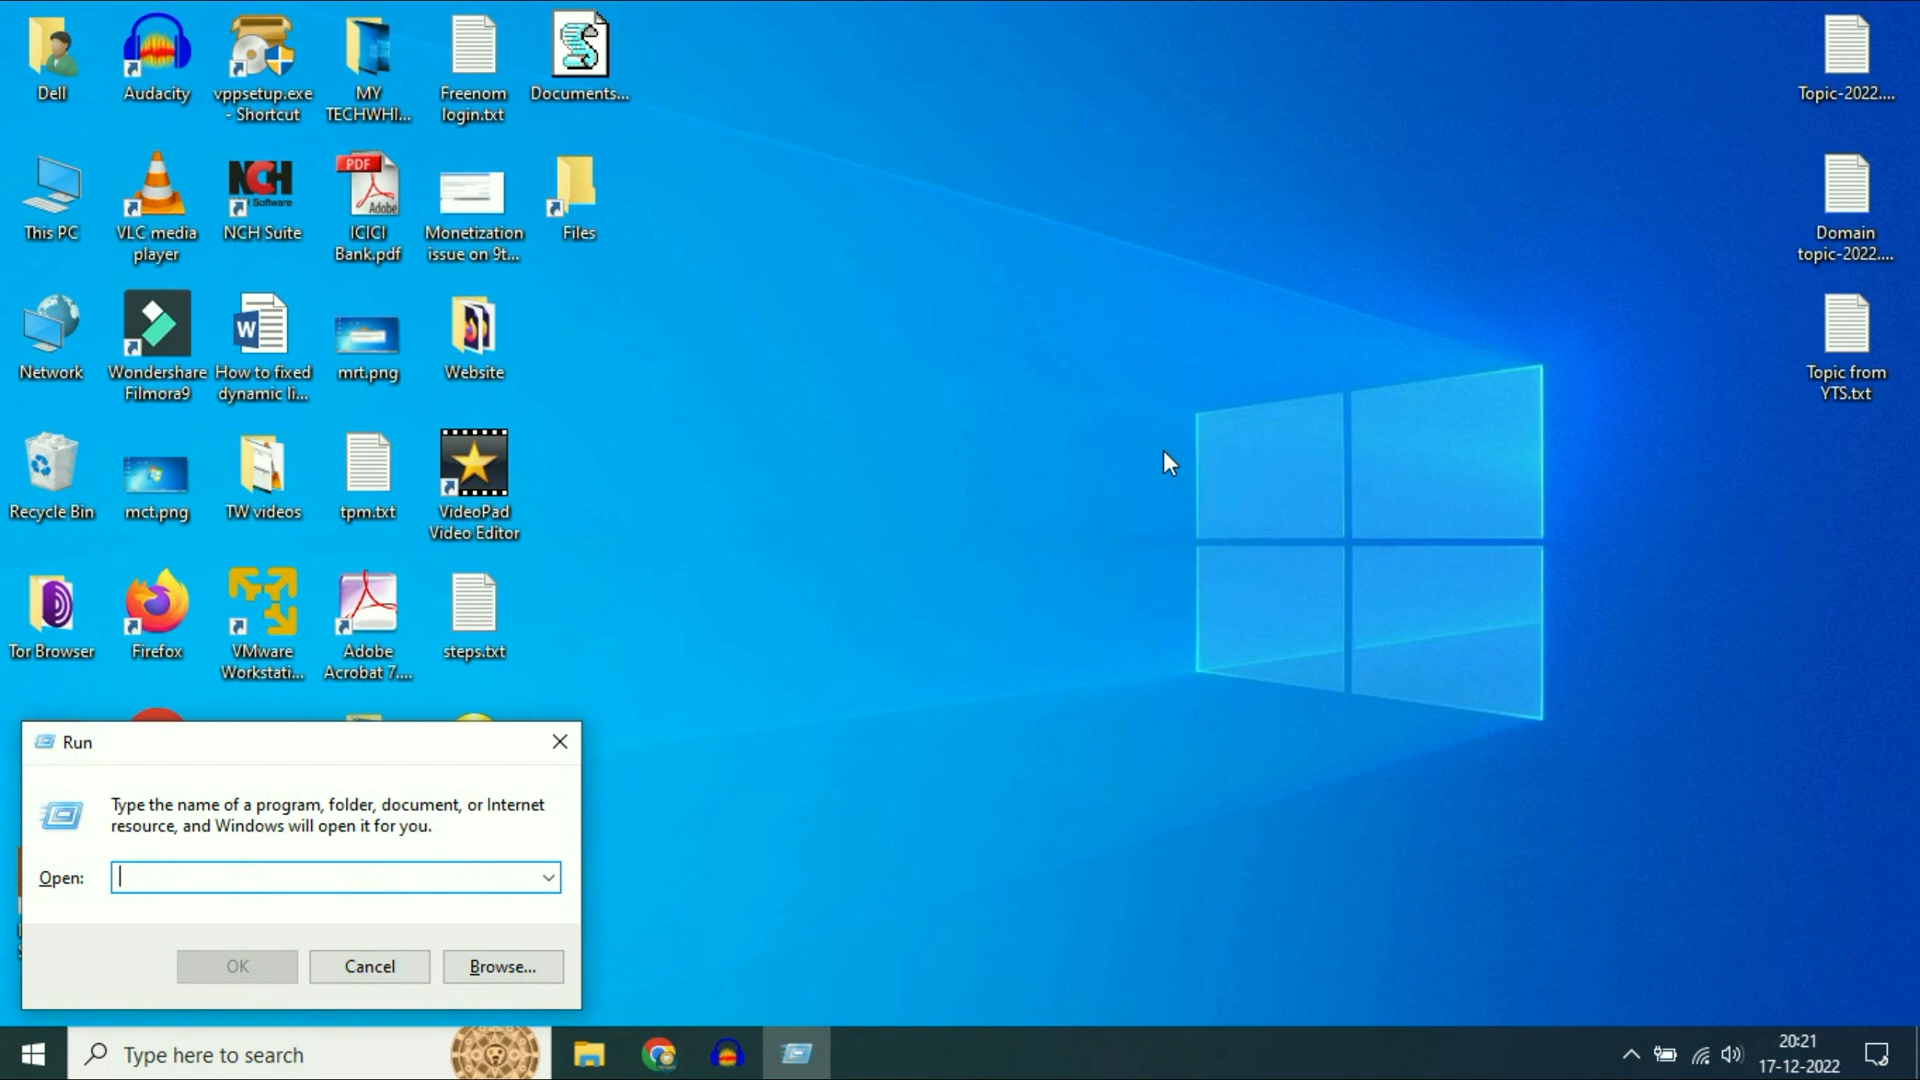 Dell
Audacity
vppsetup.exe
- Shortcut
MY
TECHWHI...
Freenom
login.txt
Documents...
Topic-2022....
This PC
VLC media
player
NCH
Software
NCH Suite
PDF
Adobe
ICICI
Bank.pdf
Monetization
issue on 9t...
Files
Domain
topic-2022....
Network
Wondershare
Filmora9
W
How to fixed
dynamic li...
mrt.png
Website
Topic from
YTS.txt
Recycle Bin
mct.png
TW videos
tpm.txt
VideoPad
Video Editor
Tor Browser
Firefox
VMware
Workstati...
Adobe
Acrobat 7....
steps.txt
Run
Type the name of a program, folder, document, or Internet
resource, and Windows will open it for you.
Open:
OK
Cancel
Browse...
Type here to search
20:21
17-12-2022